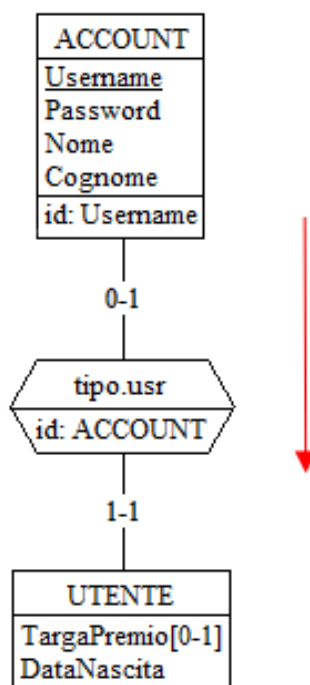 ACCOUNT
Username
Password
Nome
Cognome
id: Username
0-1
tipo.usr
id: ACCOUNT
1-1
UTENTE
TargaPremio[0-1]
DataNascita